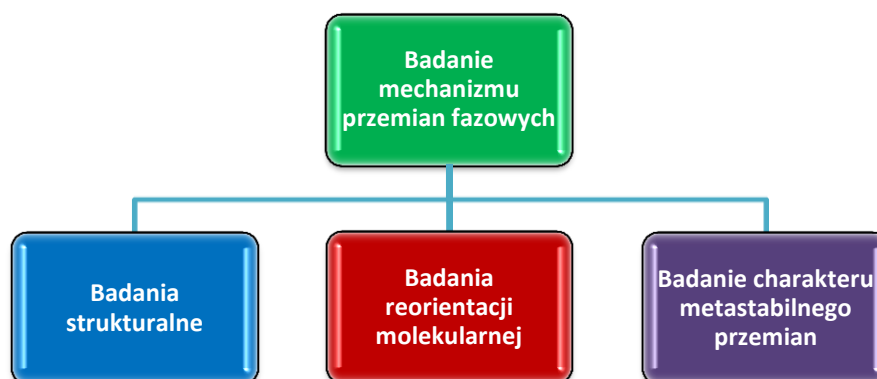 Badanie
mechanizmu
przemian fazowych
Badania
strukturalne
Badania
reorientacji
molekularnej
Badanie charakteru
metastabilnego
przemian